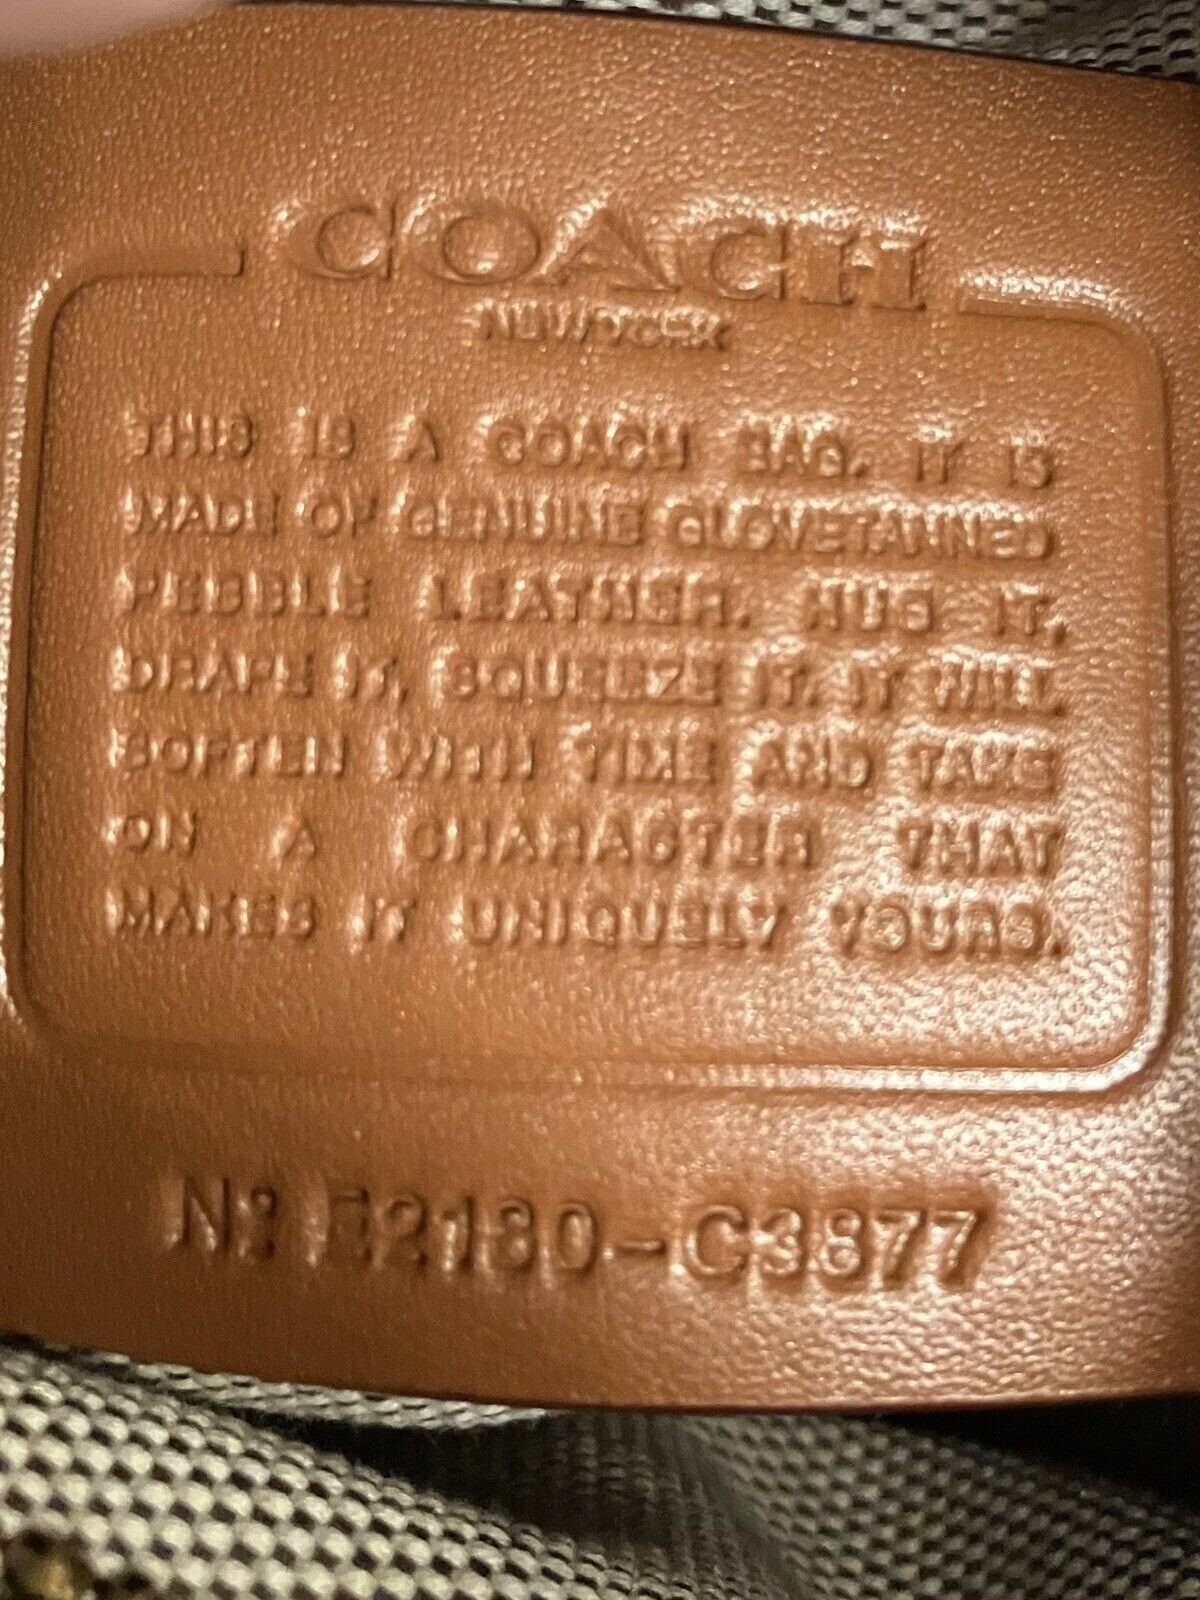 COACH
NEW YORK
THIS IS A COACH BAG. IT IS
MADE OF GENUINE GLOVETANNED
PEBBLE LEATHER. HUG IT,
DRAPE IT, SQUEEZE IT. IT WILL
SOFTEN WITH TIME AND TAKE
ON A CHARACTER THAT
MAKES IT UNIQUELY YOURS.
Nº E2180-C3877